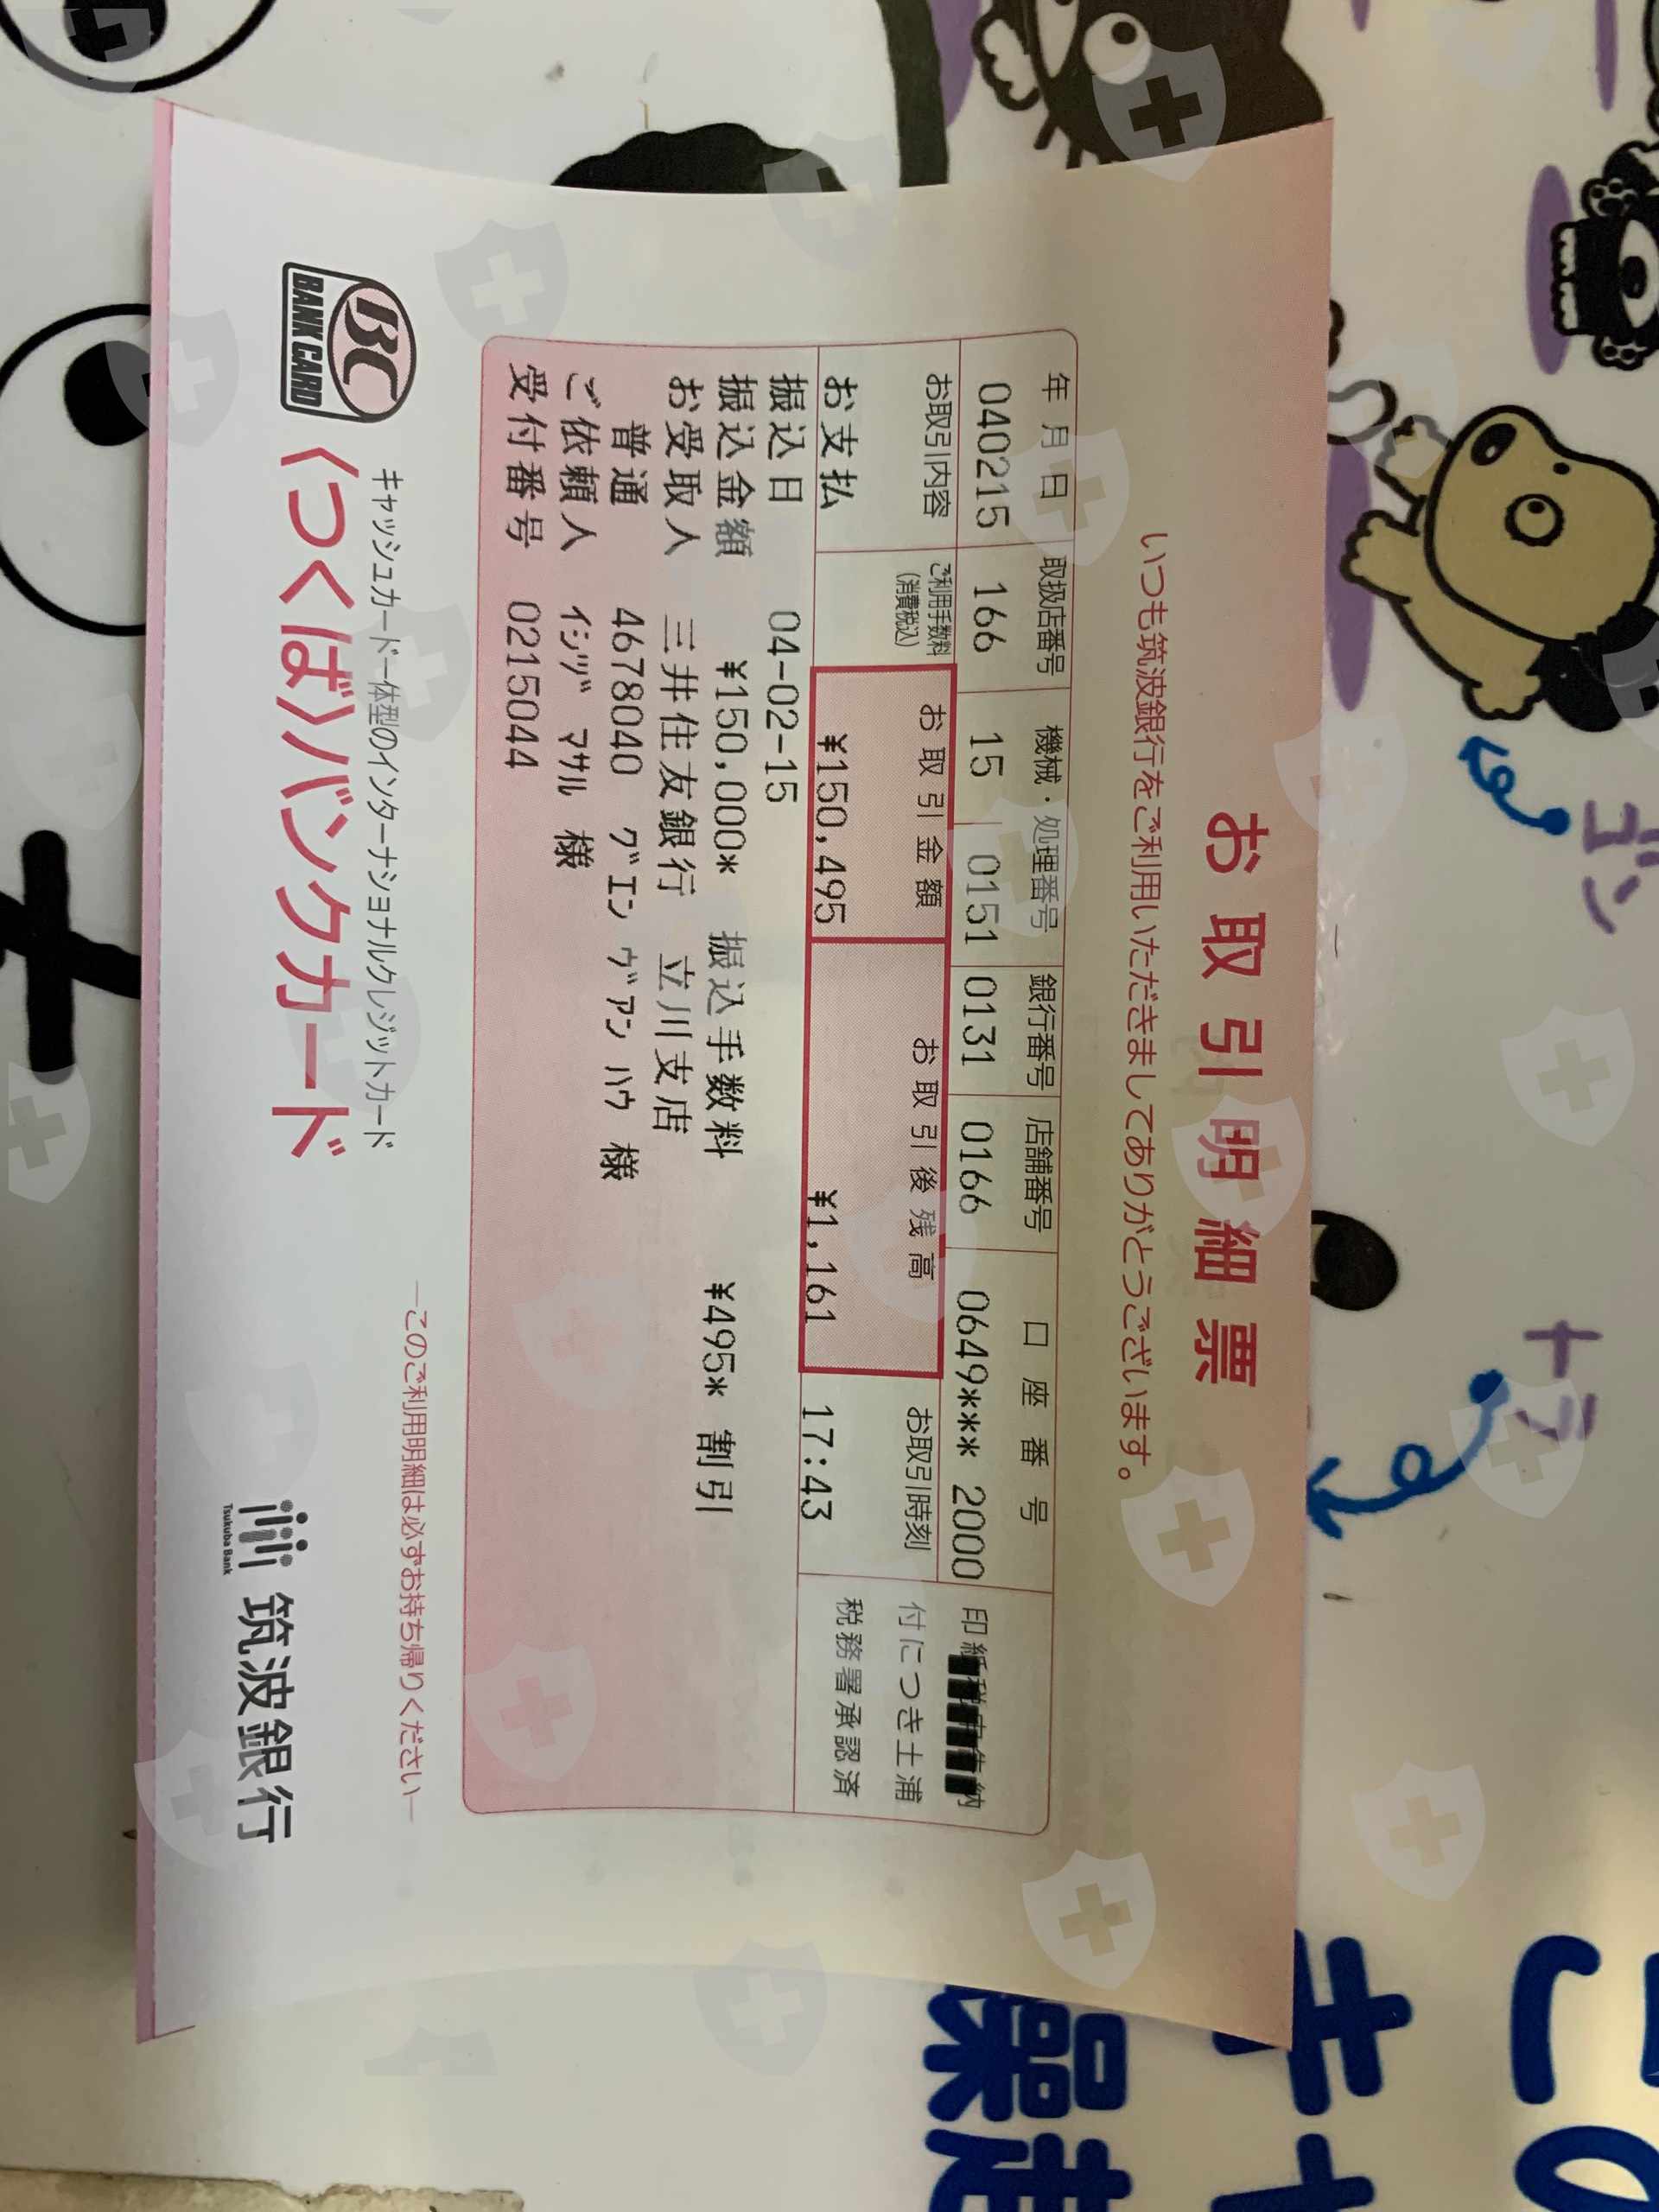 お取引明細票
いつも筑波銀行をご利用いただきましてありがとうございます。
年月日 取扱店番号 機械・処理番号 銀行番号 店舗番号 口座番号
040215 166 15 0151 0131 0166 0649*** 2000
お取引内容 ご利用手数料(消費税込) お取引金額 お取引後残高 お取引時刻
お支払 ¥150,495 ¥1,161 17:43
付につき土浦
税務署承認済
振込日 04-02-15
振込金額 ¥150,000* 振込手数料 ¥495* 割引
お受取人 三井住友銀行 立川支店
普通 4678040 グエン ヴアン ハウ 様
ご依頼人 イシヅ マサル 様
受付番号 0215044
―このご利用明細は必ずお持ち帰りください―
キャッシュカード一体型のインターナショナルクレジットカード
BC BANK CARD 〈つくば〉バンクカード
Tsukuba Bank 筑波銀行
ゴン
トラ